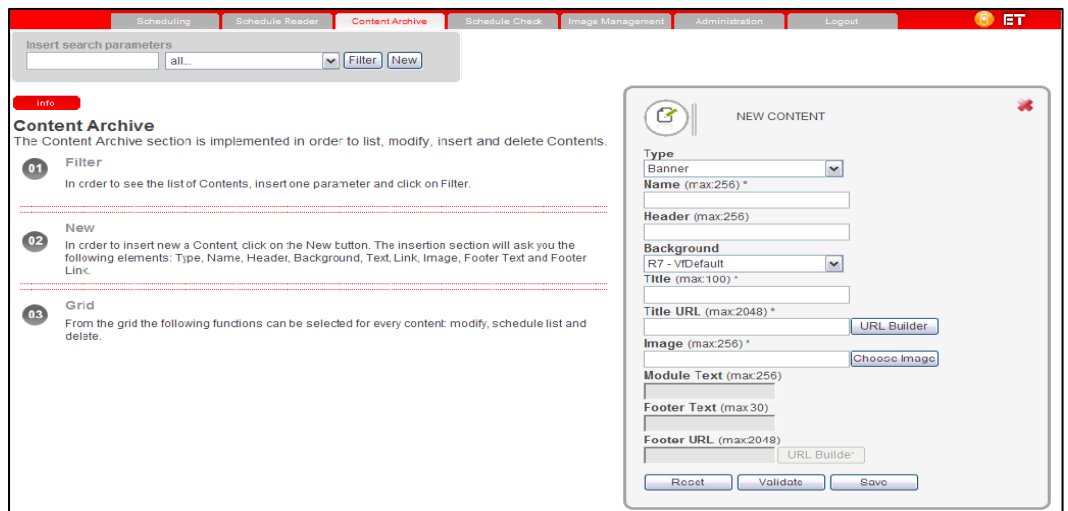 Scheduling Schedule Reader Content Archive Schedule Check Image Management Administration Logout ET
Insert search parameters
all... Filter New
info
Content Archive
The Content Archive section is implemented in order to list, modify, insert and delete Contents.
01 Filter
In order to see the list of Contents, insert one parameter and click on Filter.
02 New
In order to insert new a Content, click on the New button. The insertion section will ask you the
following elements: Type, Name, Header, Background, Text, Link, Image, Footer Text and Footer
Link.
03 Grid
From the grid the following functions can be selected for every content: modify, schedule list and
delete.
NEW CONTENT
Type
Banner
Name (max:256) *
Header (max:256)
Background
R7 - VfDefault
Title (max:100) *
Title URL (max:2048) *
URL Builder
Image (max:256) *
Choose Image
Module Text (max:256)
Footer Text (max30)
Footer URL (max:2048)
URL Builder
Reset Validate Save